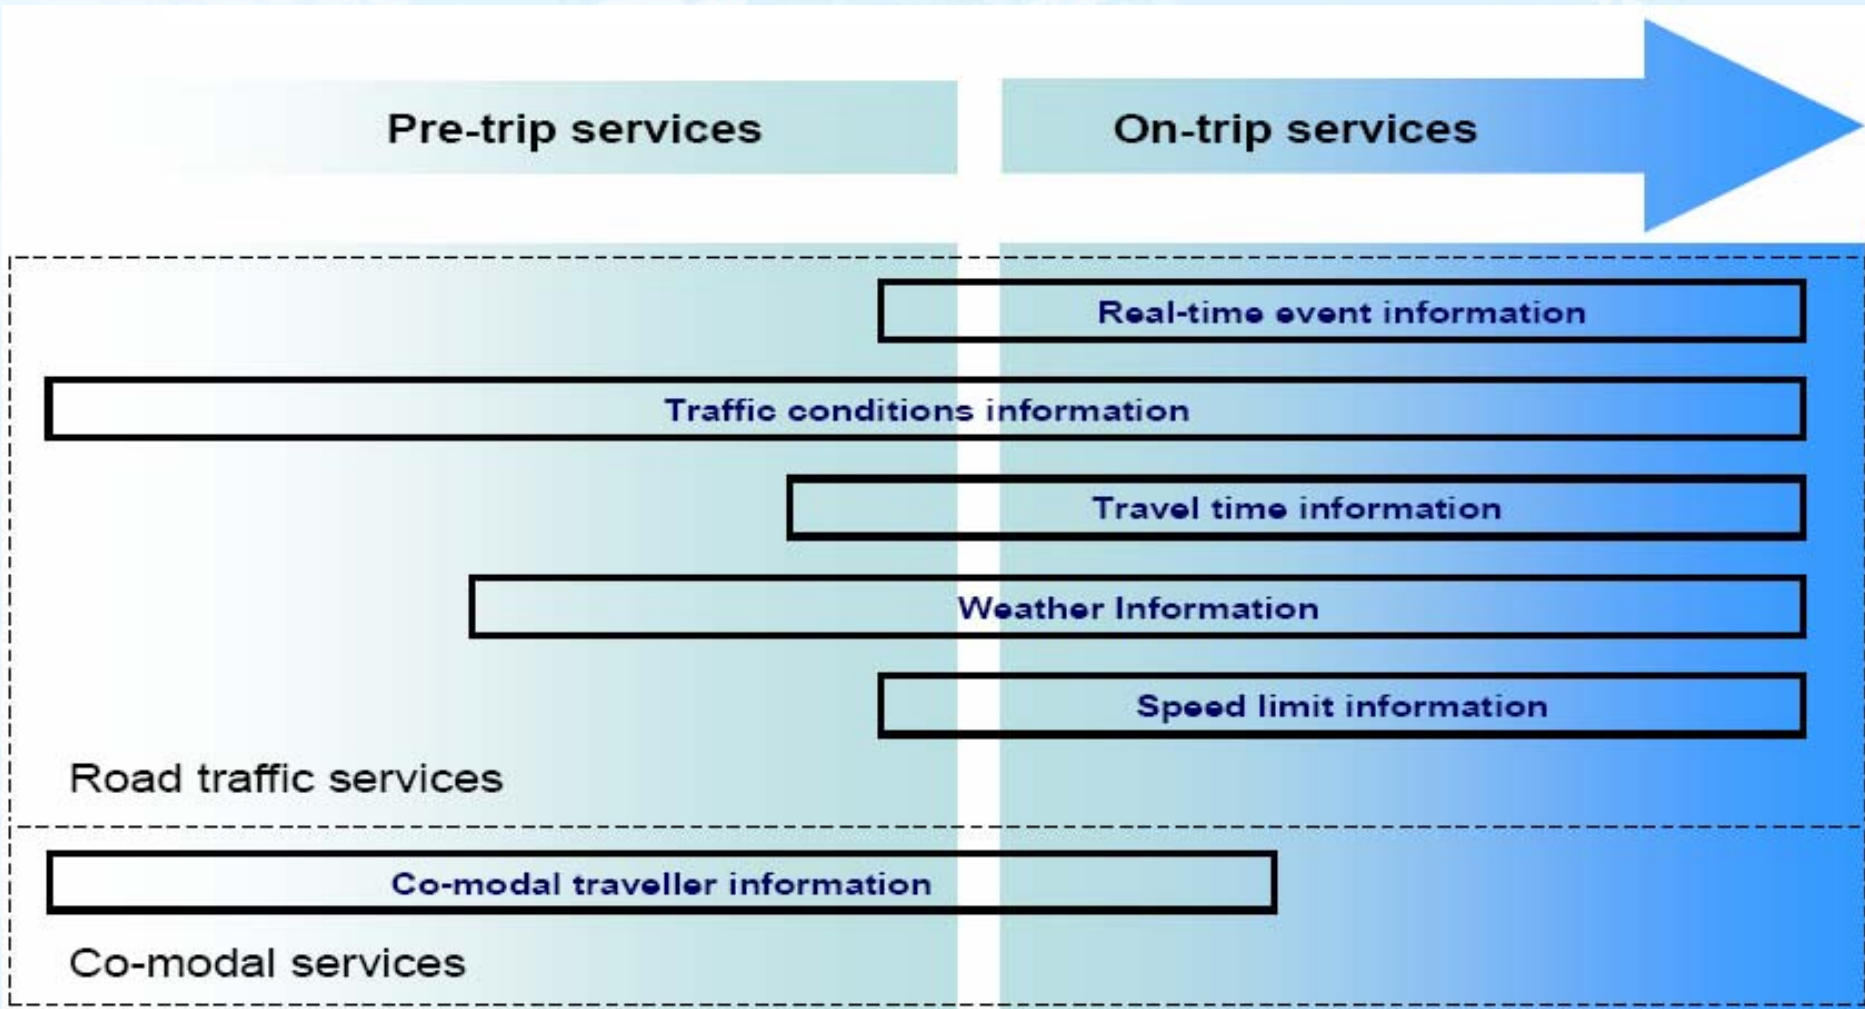 Pre-trip services
On-trip services
Real-time event information
Traffic conditions information
Travel time information
Weather Information
Speed limit information
Road traffic services
Co-modal traveller information
Co-modal services